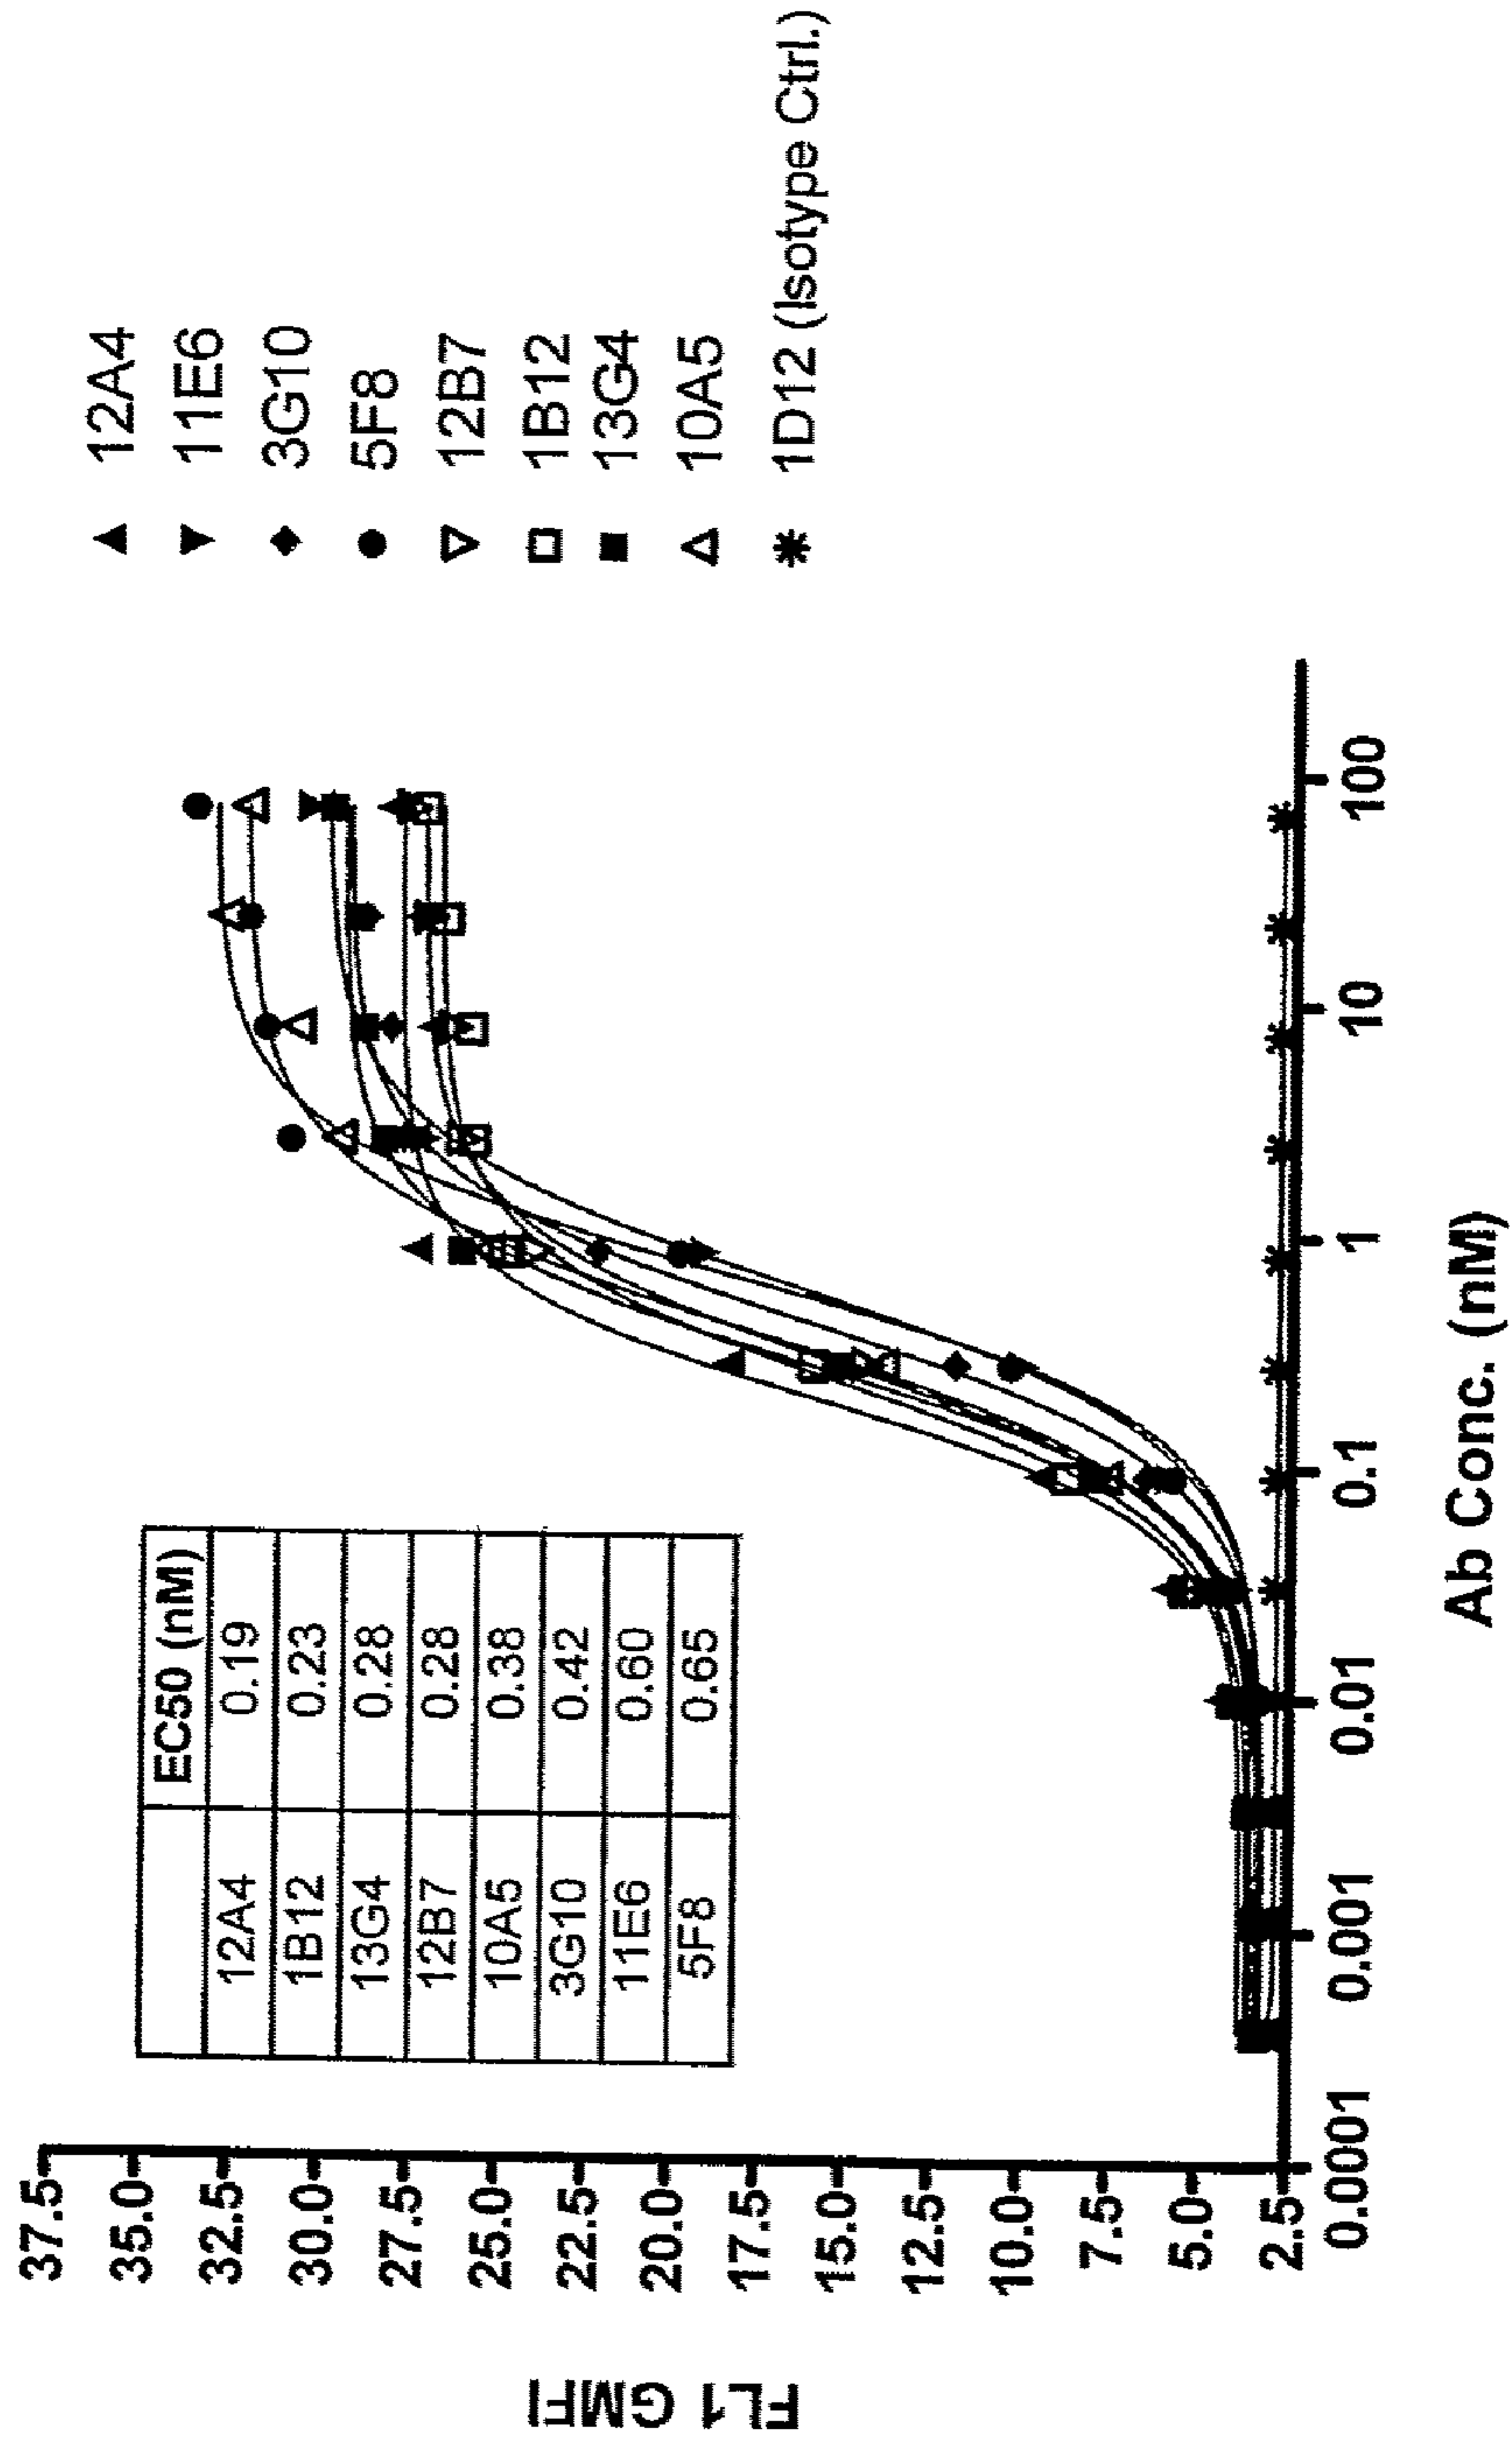 37.5
35.0
32.5
30.0
27.5
25.0
22.5
20.0
17.5
15.0
12.5
10.0
7.5
5.0
2.5
FL1 GMFI
0.0001
0.001
0.01
0.1
1
10
100
Ab Conc. (nM)
EC50 (nM)
12A4 0.19
1B12 0.23
13G4 0.28
12B7 0.28
10A5 0.38
3G10 0.42
11E6 0.60
5F8 0.65
12A4
11E6
3G10
5F8
12B7
1B12
13G4
10A5
1D12 (Isotype Ctrl.)